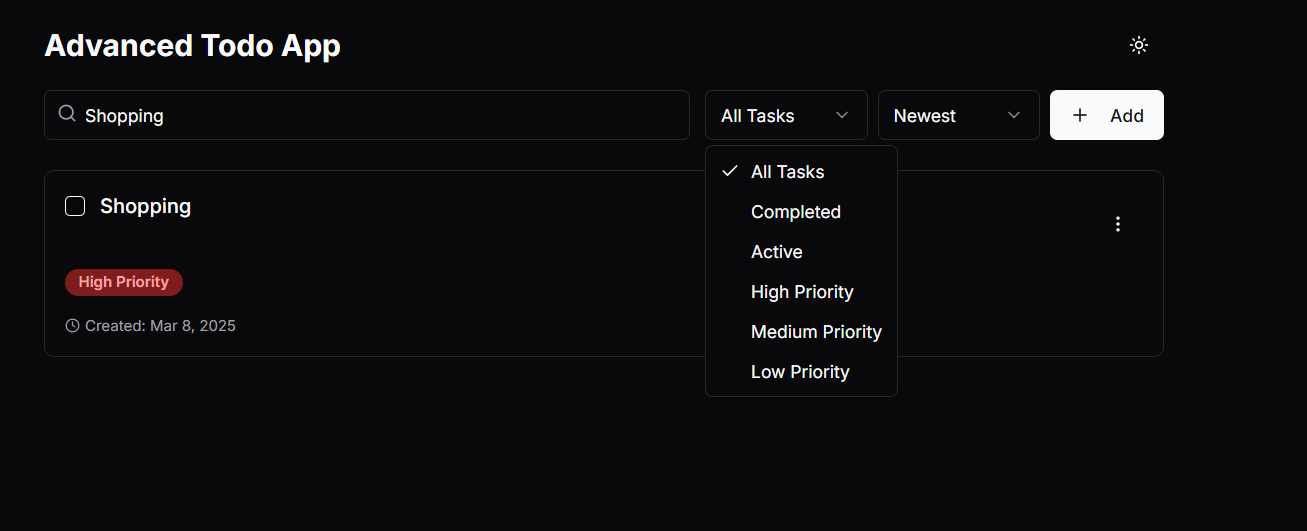 Advanced Todo App
Shopping
All Tasks
Newest
Add
All Tasks
Completed
Active
High Priority
Medium Priority
Low Priority
Shopping
High Priority
Created: Mar 8, 2025